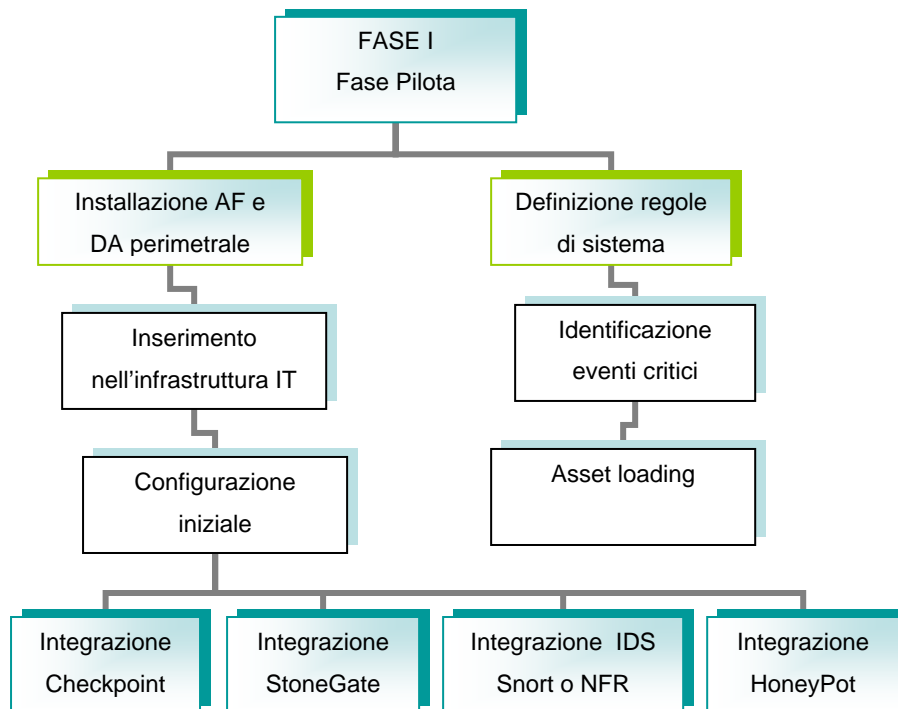 FASE I
Fase Pilota
Installazione AF e
DA perimetrale
Definizione regole
di sistema
Inserimento
nell'infrastruttura IT
Identificazione
eventi critici
Configurazione
iniziale
Asset loading
Integrazione
Checkpoint
Integrazione
StoneGate
Integrazione IDS
Snort o NFR
Integrazione
HoneyPot